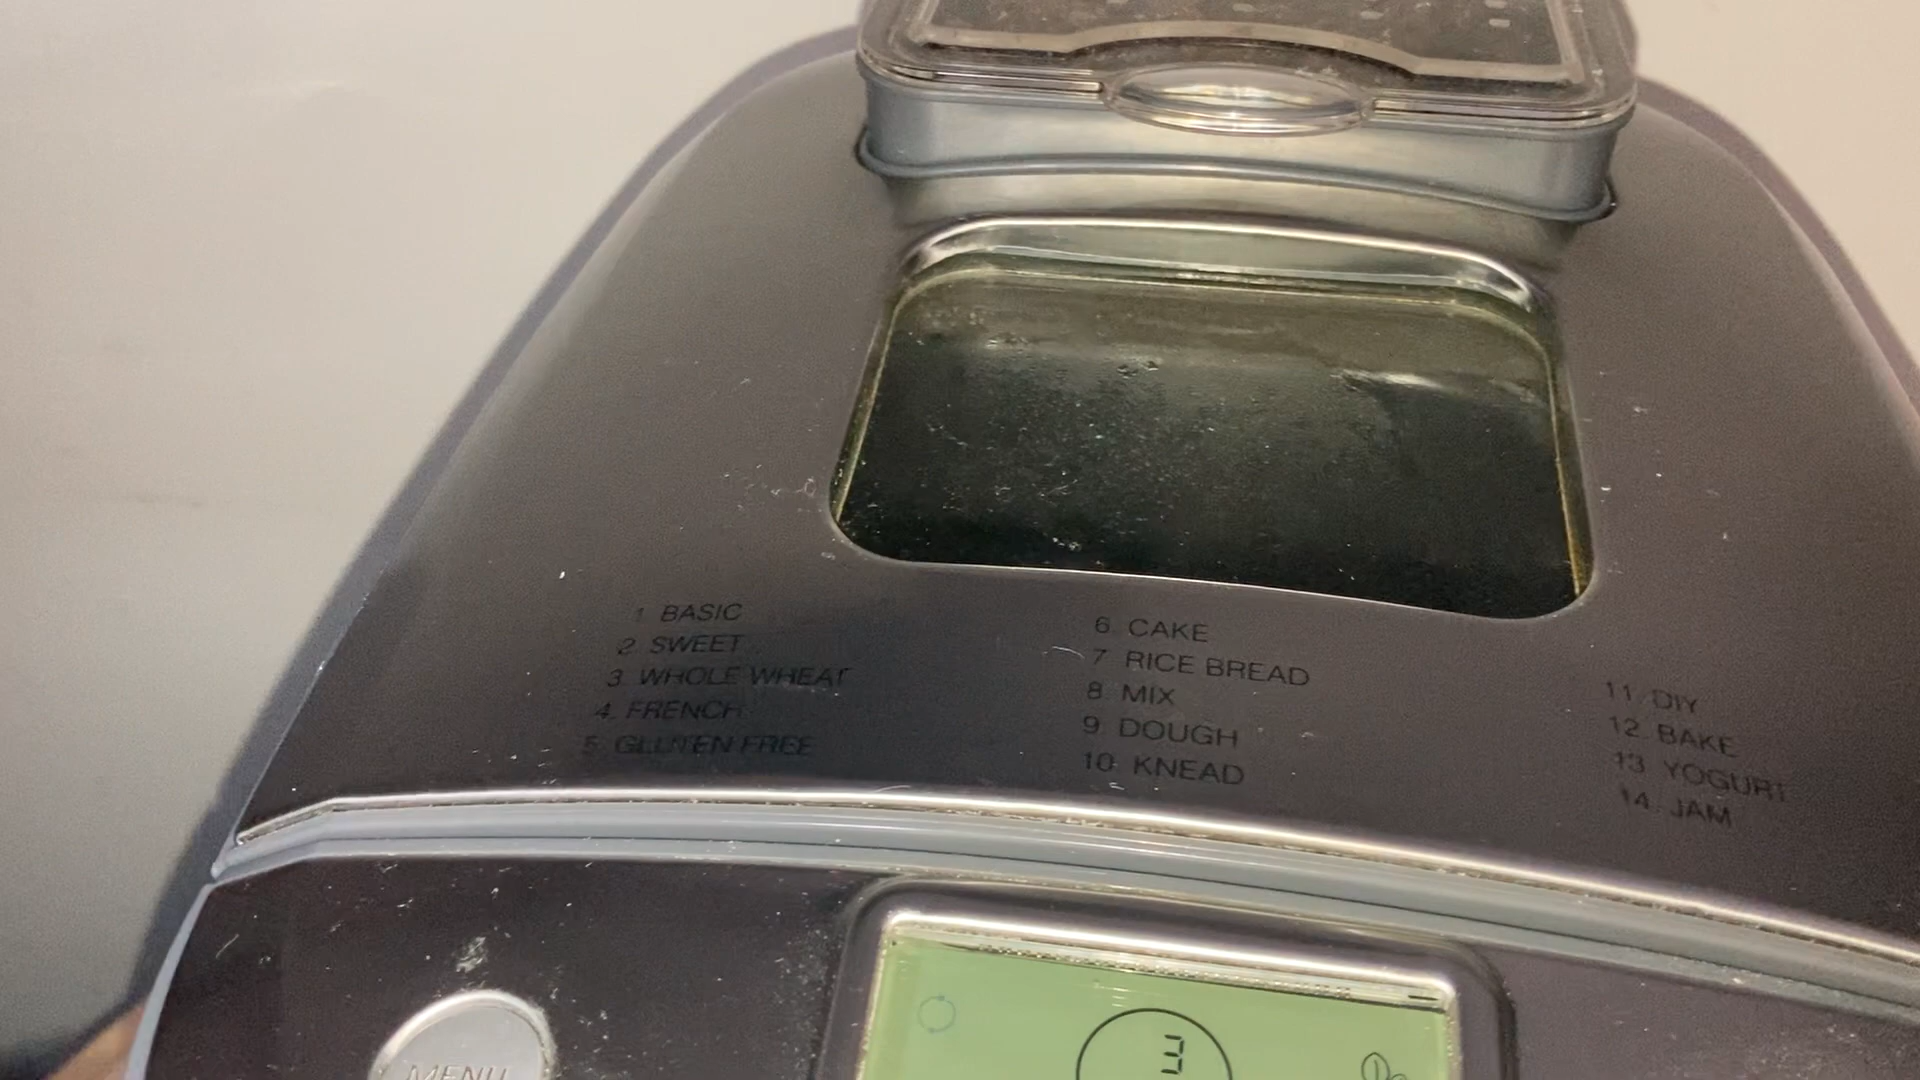 1 BASIC
2 SWEET
3 WHOLE WHEAT
4 FRENCH
5 GLUTEN FREE
6 CAKE
7 RICE BREAD
8 MIX
9 DOUGH
10 KNEAD
11 DIY
12 BAKE
13 YOGURT
14 JAM
MENU
3